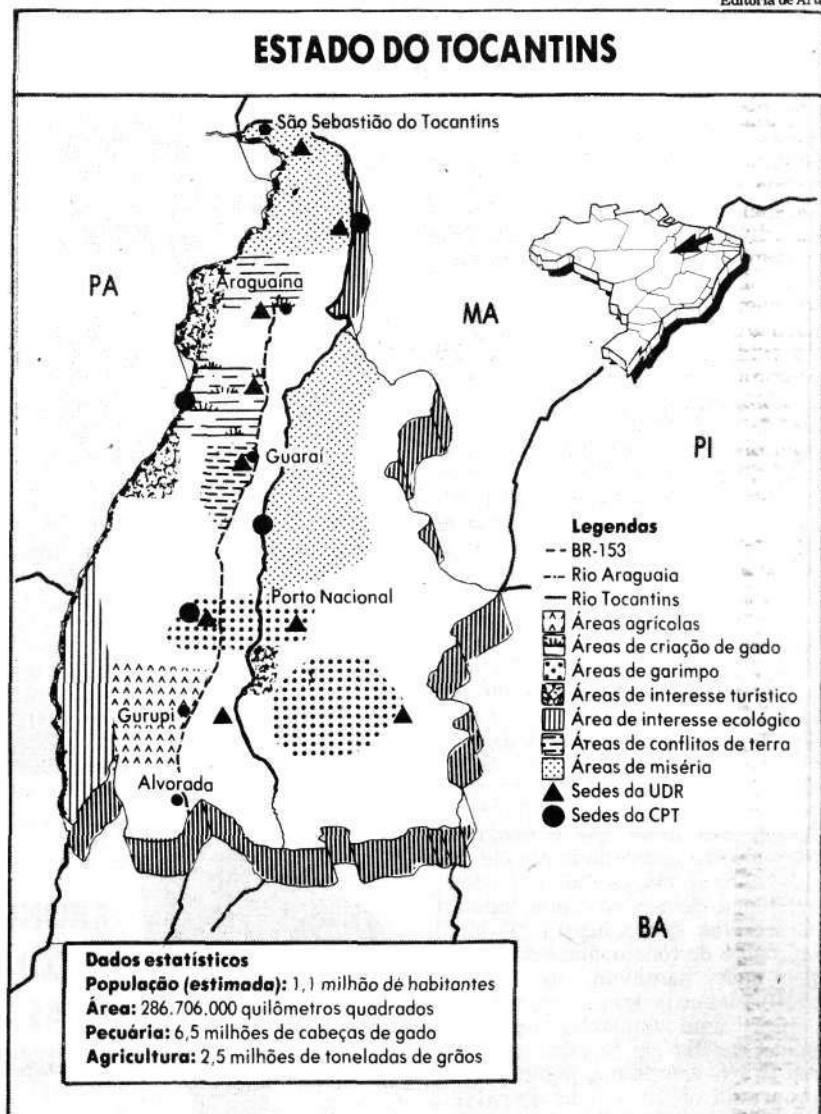 Editoria de Arte
ESTADO DO TOCANTINS
São Sebastião do Tocantins
PA
Araguaína
MA
PI
Guaraí
Porto Nacional
Gurupi
Alvorada
BA
Legendas
BR-153
Rio Araguaia
Rio Tocantins
Áreas agrícolas
Áreas de criação de gado
Áreas de garimpo
Áreas de interesse turístico
Área de interesse ecológico
Áreas de conflitos de terra
Áreas de miséria
Sedes da UDR
Sedes da CPT
Dados estatísticos
População (estimada): 1,1 milhão de habitantes
Área: 286.706.000 quilômetros quadrados
Pecuária: 6,5 milhões de cabeças de gado
Agricultura: 2,5 milhões de toneladas de grãos